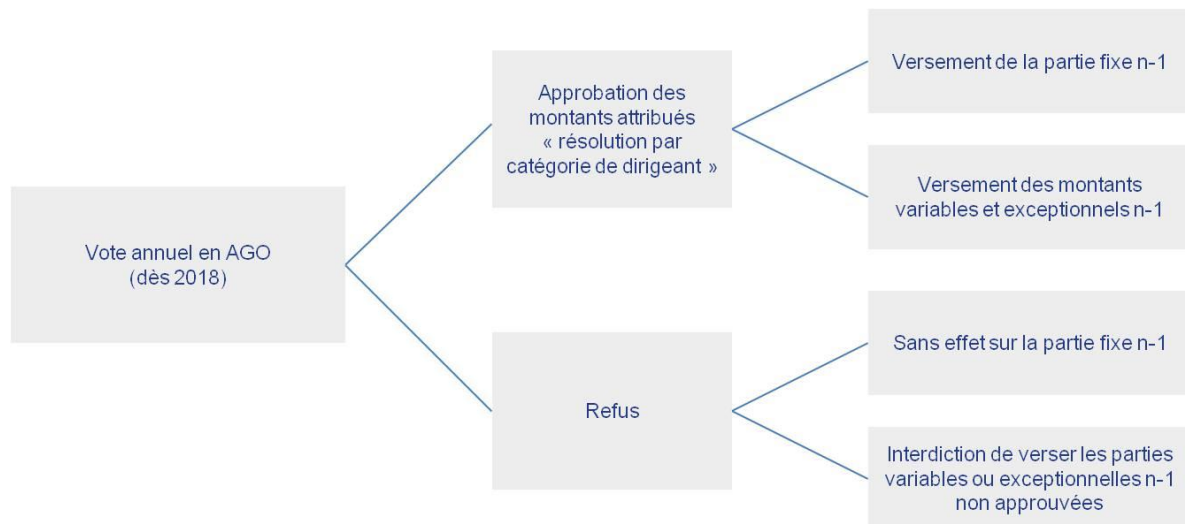 Vote annuel en AGO
(dès 2018)
Approbation des
montants attribués
« résolution par
catégorie de dirigeant »
Versement de la partie fixe n-1
Versement des montants
variables et exceptionnels n-1
Refus
Sans effet sur la partie fixe n-1
Interdiction de verser les parties
variables ou exceptionnelles n-1
non approuvées